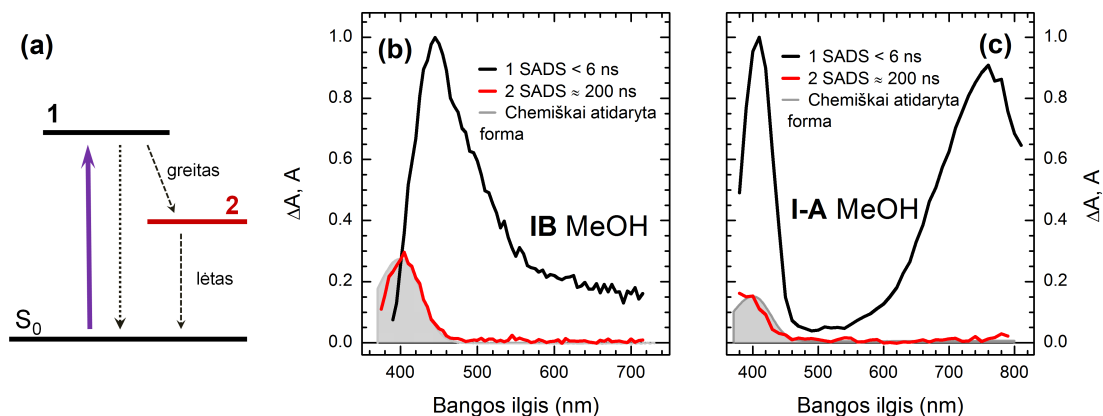 (a)
1
greitas
2
lėtas
S0
(b)
1 SADS < 6 ns
2 SADS ≈ 200 ns
Chemiškai atidaryta
forma
IB MeOH
400 500 600 700
Bangos ilgis (nm)
ΔA, A
0.0
0.2
0.4
0.6
0.8
1.0
(c)
1 SADS < 6 ns
2 SADS ≈ 200 ns
Chemiškai atidaryta
forma
I-A MeOH
400 500 600 700 800
Bangos ilgis (nm)
0.0
0.2
0.4
0.6
0.8
1.0
ΔA, A